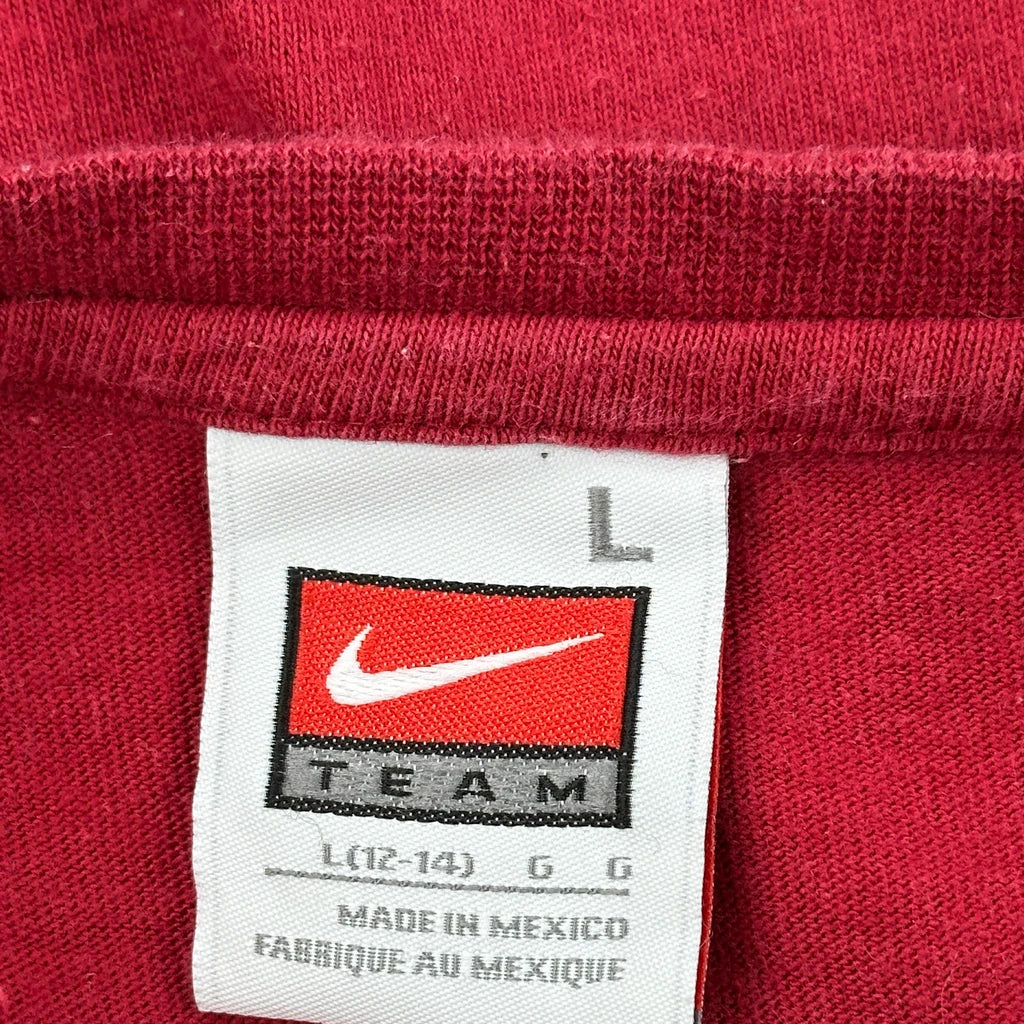 L
TEAM
L(12-14) G G
MADE IN MEXICO
FABRIQUE AU MEXIQUE